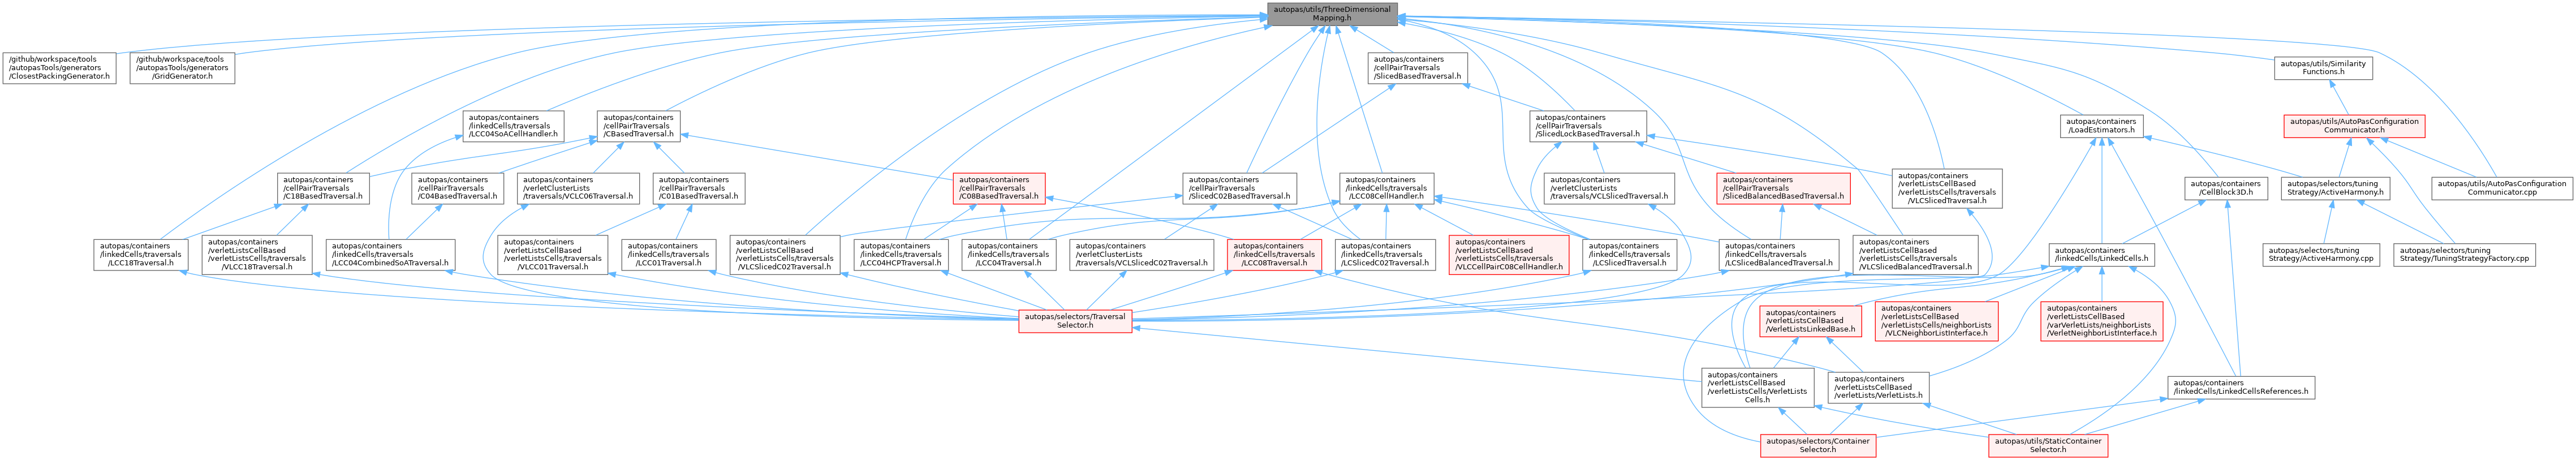 autopas/utils/ThreeDimensional
Mapping.h
/github/workspace/tools
/autopasTools/generators
/ClosestPackingGenerator.h
/github/workspace/tools
/autopasTools/generators
/GridGenerator.h
autopas/containers
/cellPairTraversals
/SlicedBasedTraversal.h
autopas/utils/Similarity
Functions.h
autopas/containers
/linkedCells/traversals
/LCC04SoACellHandler.h
autopas/containers
/cellPairTraversals
/CBasedTraversal.h
autopas/containers
/cellPairTraversals
/SlicedLockBasedTraversal.h
autopas/containers
/LoadEstimators.h
autopas/utils/AutoPasConfiguration
Communicator.h
autopas/containers
/cellPairTraversals
/C18BasedTraversal.h
autopas/containers
/cellPairTraversals
/C04BasedTraversal.h
autopas/containers
/verletClusterLists
/traversals/VCLC06Traversal.h
autopas/containers
/cellPairTraversals
/C01BasedTraversal.h
autopas/containers
/cellPairTraversals
/C08BasedTraversal.h
autopas/containers
/cellPairTraversals
/SlicedC02BasedTraversal.h
autopas/containers
/linkedCells/traversals
/LCC08CellHandler.h
autopas/containers
/verletClusterLists
/traversals/VCLSlicedTraversal.h
autopas/containers
/cellPairTraversals
/SlicedBalancedBasedTraversal.h
autopas/containers
/verletListsCellBased
/verletListsCells/traversals
/VLCSlicedTraversal.h
autopas/containers
/CellBlock3D.h
autopas/selectors/tuning
Strategy/ActiveHarmony.h
autopas/utils/AutoPasConfiguration
Communicator.cpp
autopas/containers
/linkedCells/traversals
/LCC18Traversal.h
autopas/containers
/verletListsCellBased
/verletListsCells/traversals
/VLCC18Traversal.h
autopas/containers
/linkedCells/traversals
/LCC04CombinedSoATraversal.h
autopas/containers
/verletListsCellBased
/verletListsCells/traversals
/VLCC01Traversal.h
autopas/containers
/linkedCells/traversals
/LCC01Traversal.h
autopas/containers
/verletListsCellBased
/verletListsCells/traversals
/VLCSlicedC02Traversal.h
autopas/containers
/linkedCells/traversals
/LCC04HCPTraversal.h
autopas/containers
/linkedCells/traversals
/LCC04Traversal.h
autopas/containers
/verletClusterLists
/traversals/VCLSlicedC02Traversal.h
autopas/containers
/linkedCells/traversals
/LCC08Traversal.h
autopas/containers
/linkedCells/traversals
/LCSlicedC02Traversal.h
autopas/containers
/verletListsCellBased
/verletListsCells/traversals
/VLCCellPairC08CellHandler.h
autopas/containers
/linkedCells/traversals
/LCSlicedTraversal.h
autopas/containers
/linkedCells/traversals
/LCSlicedBalancedTraversal.h
autopas/containers
/verletListsCellBased
/verletListsCells/traversals
/VLCSlicedBalancedTraversal.h
autopas/containers
/linkedCells/LinkedCells.h
autopas/selectors/tuning
Strategy/ActiveHarmony.cpp
autopas/selectors/tuning
Strategy/TuningStrategyFactory.cpp
autopas/selectors/Traversal
Selector.h
autopas/containers
/verletListsCellBased
/VerletListsLinkedBase.h
autopas/containers
/verletListsCellBased
/verletListsCells/neighborLists
/VLCNeighborListInterface.h
autopas/containers
/verletListsCellBased
/varVerletLists/neighborLists
/VerletNeighborListInterface.h
autopas/containers
/verletListsCellBased
/verletListsCells/VerletLists
Cells.h
autopas/containers
/verletListsCellBased
/verletLists/VerletLists.h
autopas/containers
/linkedCells/LinkedCellsReferences.h
autopas/selectors/Container
Selector.h
autopas/utils/StaticContainer
Selector.h